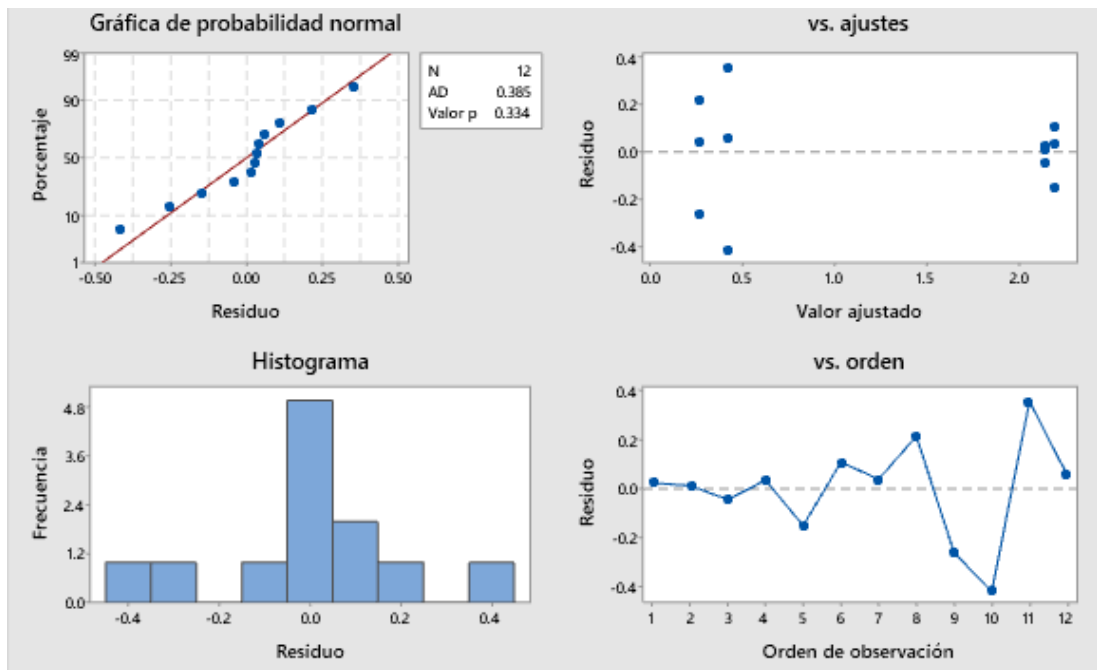 Gráfica de probabilidad normal
99
90
50
10
1
Porcentaje
-0.50 -0.25 0.00 0.25 0.50
Residuo
N 12
AD 0.385
Valor p 0.334
vs. ajustes
0.4
0.2
0.0
-0.2
-0.4
Residuo
0.0 0.5 1.0 1.5 2.0
Valor ajustado
Histograma
4.8
3.6
2.4
1.2
0.0
Frecuencia
-0.4 -0.2 0.0 0.2 0.4
Residuo
vs. orden
0.4
0.2
0.0
-0.2
-0.4
Residuo
1 2 3 4 5 6 7 8 9 10 11 12
Orden de observación